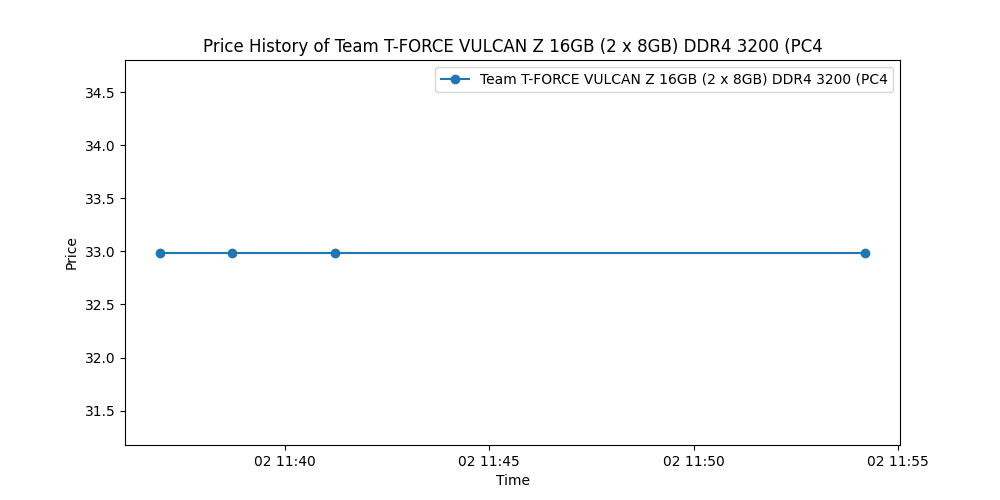 Price History of Team T-FORCE VULCAN Z 16GB (2 x 8GB) DDR4 3200 (PC4
Team T-FORCE VULCAN Z 16GB (2 x 8GB) DDR4 3200 (PC4
34.5
34.0
33.5
33.0
32.5
32.0
31.5
Price
02 11:40
02 11:45
02 11:50
02 11:55
Time